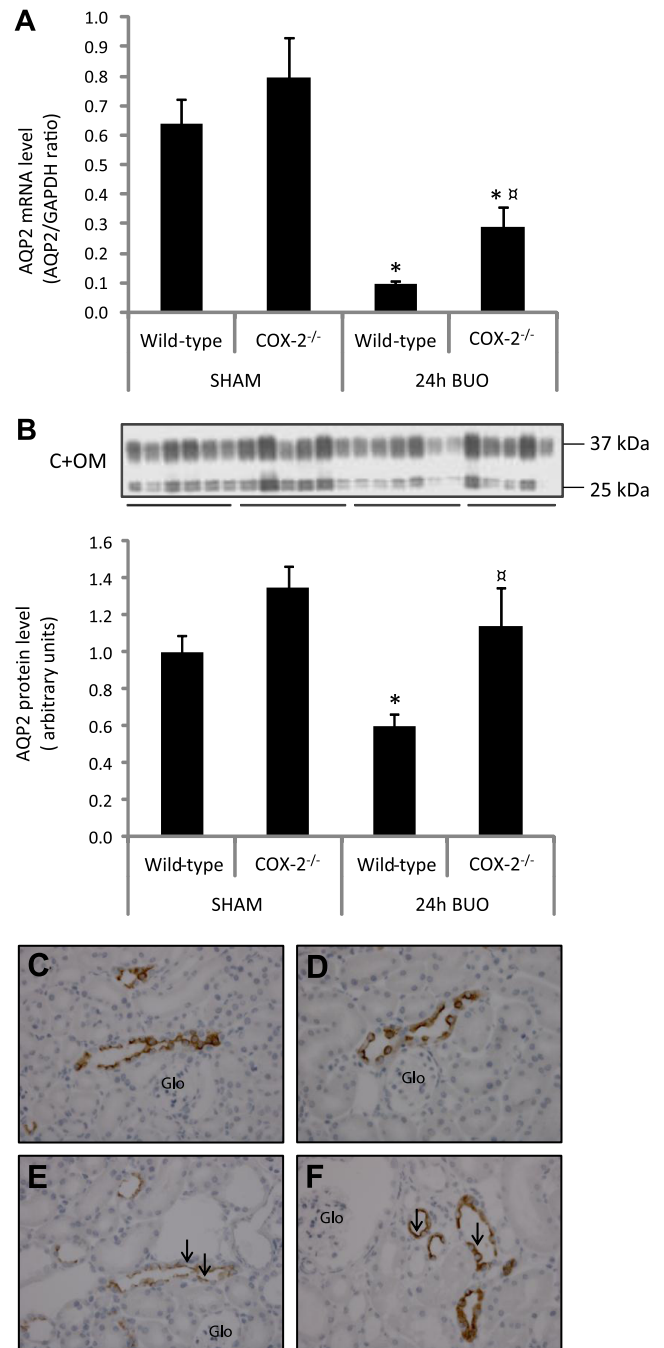 A
AQP2 mRNA level
(AQP2/GAPDH ratio)
1.0
0.9
0.8
0.7
0.6
0.5
0.4
0.3
0.2
0.1
0.0
*
* ¤
Wild-type COX-2-/- Wild-type COX-2-/-
SHAM 24h BUO
B
C+OM
37 kDa
25 kDa
AQP2 protein level
( arbitrary units)
1.6
1.4
1.2
1.0
0.8
0.6
0.4
0.2
0.0
*
¤
Wild-type COX-2-/- Wild-type COX-2-/-
SHAM 24h BUO
C
Glo
D
Glo
E
Glo
F
Glo